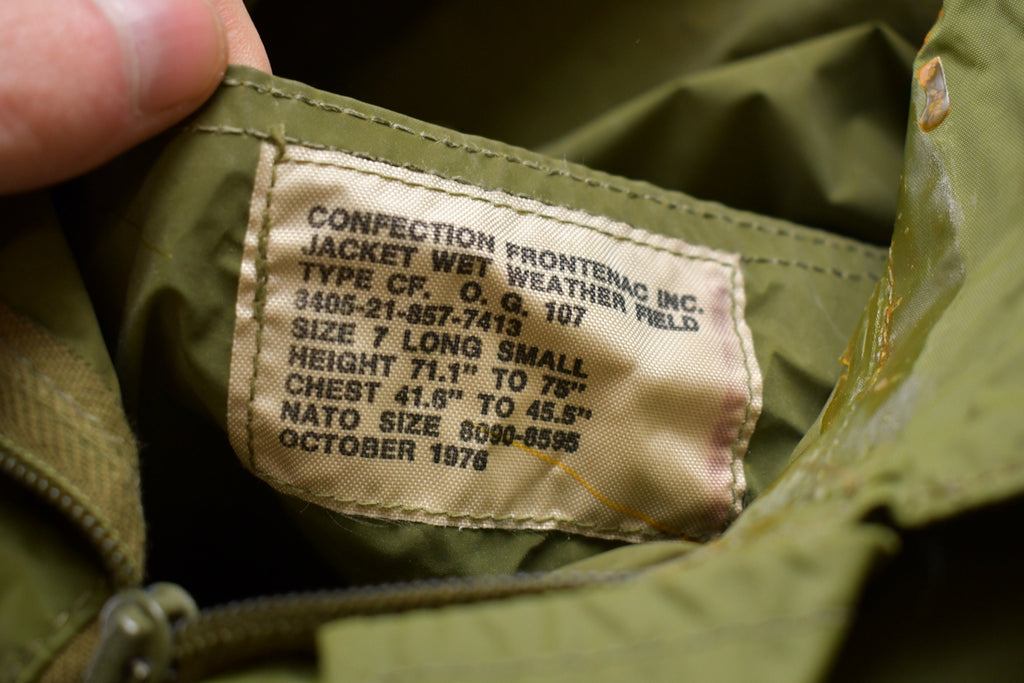 CONFECTION FRONTENAC INC.
JACKET WET WEATHER FIELD
TYPE CF. O. G. 107
8405-21-857-7413
SIZE 7 LONG SMALL
HEIGHT 71.1" TO 75"
CHEST 41.6" TO 45.5"
NATO SIZE 8090-8595
OCTOBER 1976